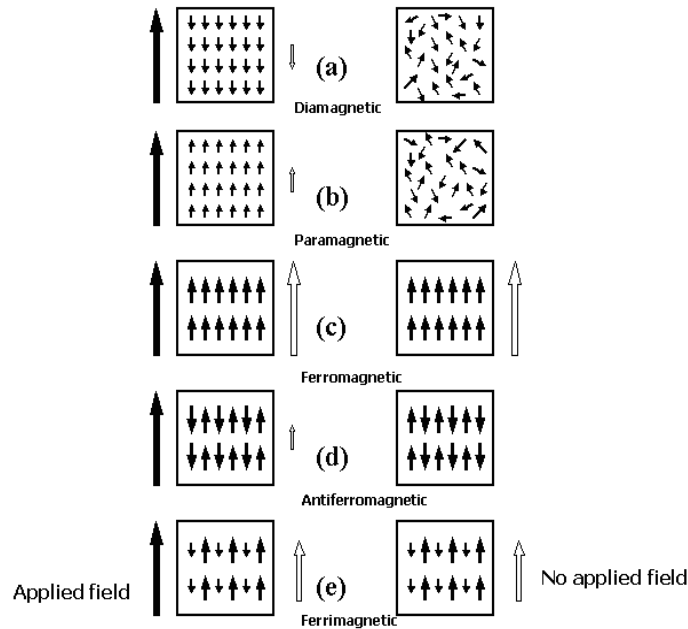 (a)
Diamagnetic
(b)
Paramagnetic
(c)
Ferromagnetic
(d)
Antiferromagnetic
Applied field
(e)
No applied field
Ferrimagnetic